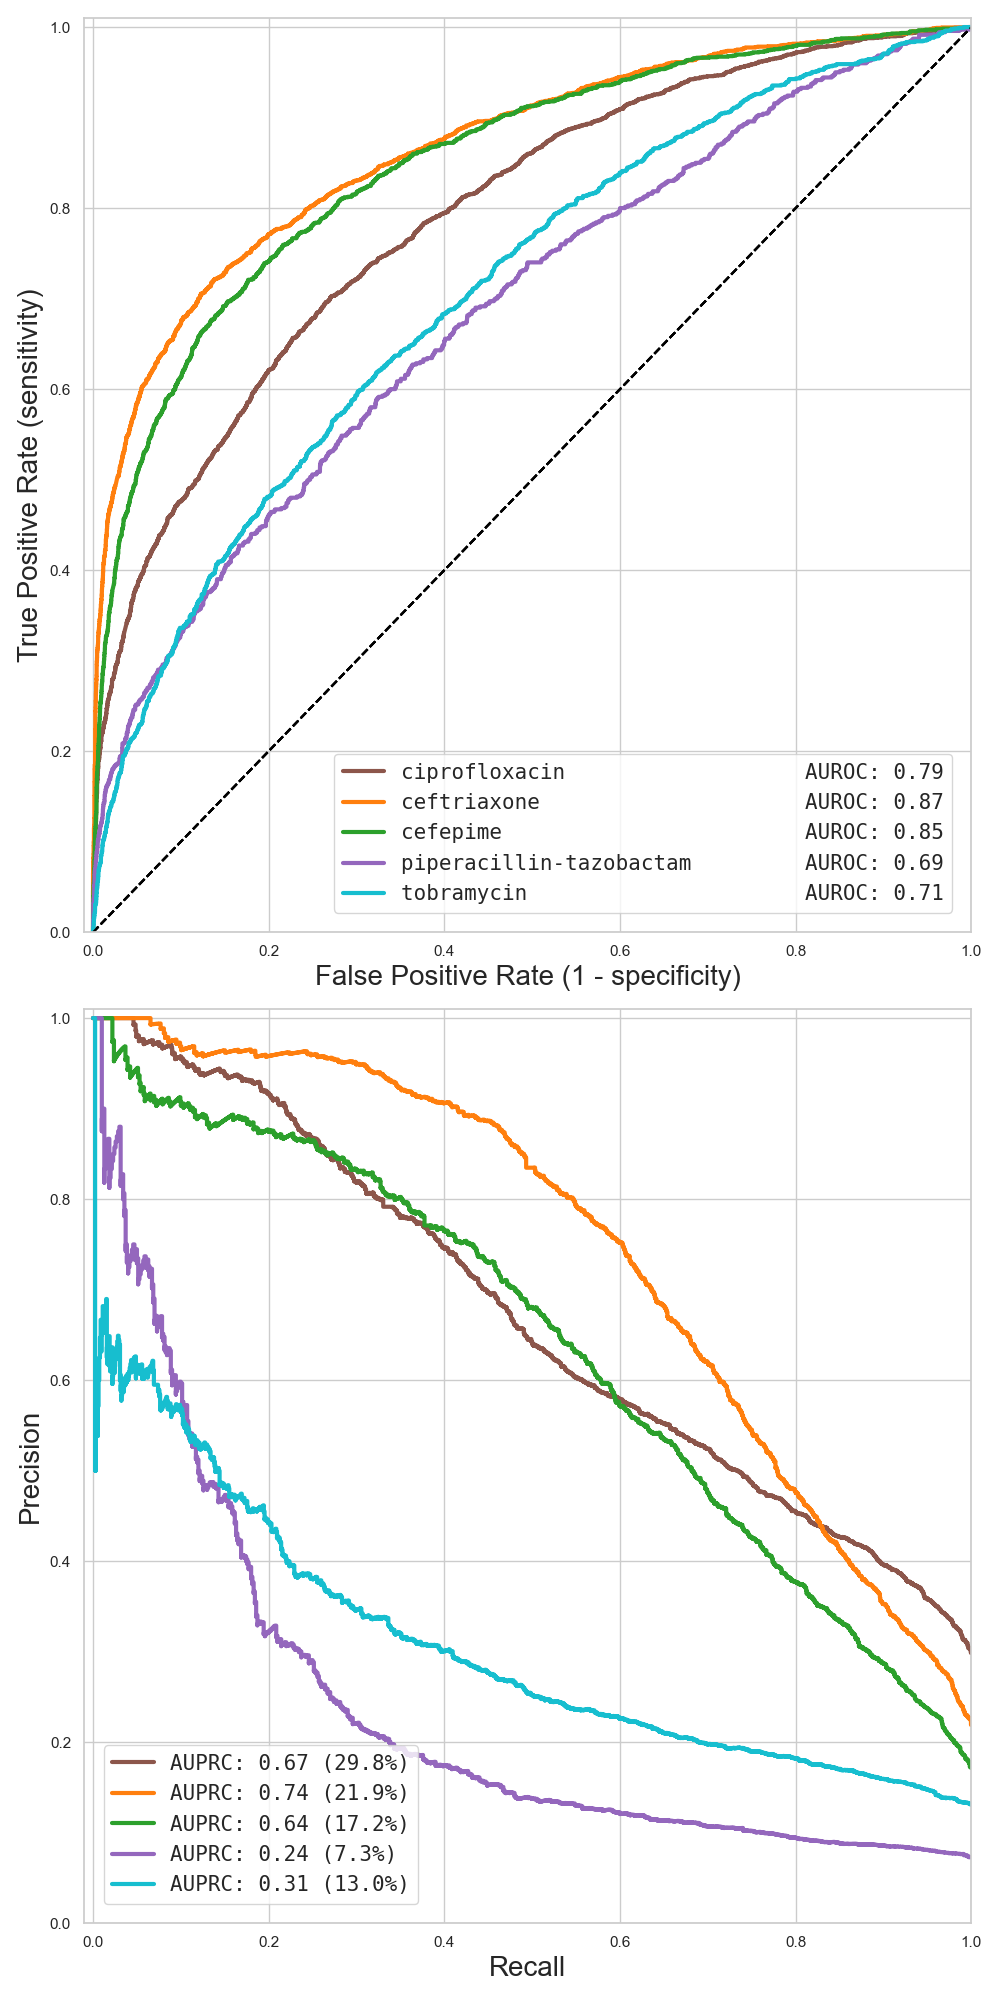 1.0
0.8
0.6
0.4
0.2
0.0
True Positive Rate (sensitivity)
ciprofloxacin AUROC: 0.79
ceftriaxone AUROC: 0.87
cefepime AUROC: 0.85
piperacillin-tazobactam AUROC: 0.69
tobramycin AUROC: 0.71
0.0 0.2 0.4 0.6 0.8 1.0
False Positive Rate (1 - specificity)
1.0
0.8
0.6
0.4
0.2
0.0
Precision
AUPRC: 0.67 (29.8%)
AUPRC: 0.74 (21.9%)
AUPRC: 0.64 (17.2%)
AUPRC: 0.24 (7.3%)
AUPRC: 0.31 (13.0%)
0.0 0.2 0.4 0.6 0.8 1.0
Recall